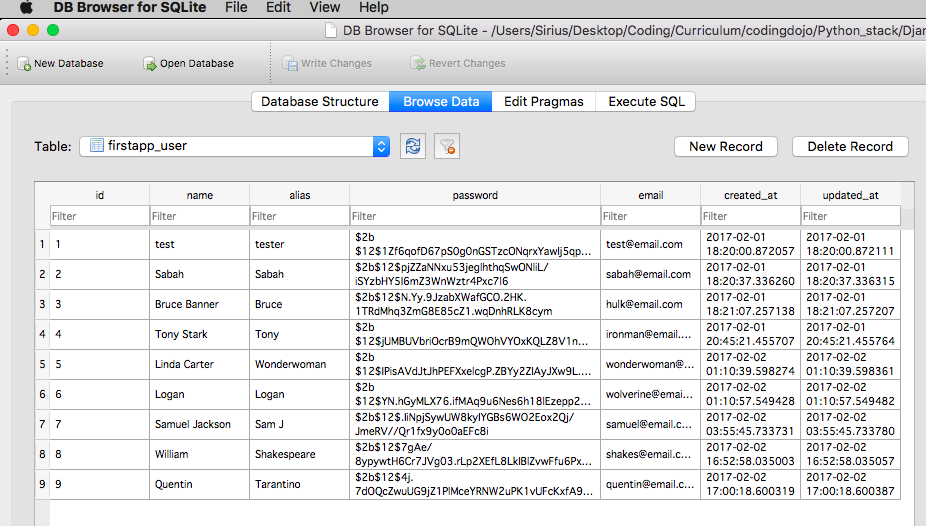 DB Browser for SQLite File Edit View Help
DB Browser for SQLite - /Users/Sirius/Desktop/Coding/Curriculum/codingdojo/Python_stack/Djan
New Database Open Database Write Changes Revert Changes
Database Structure Browse Data Edit Pragmas Execute SQL
Table: firstapp_user New Record Delete Record
id name alias password email created_at updated_at
Filter Filter Filter Filter Filter Filter Filter
1 1 test tester $2b $12$1Zf6qofD67pS0g0nGSTzcONqrxYawIj5qp... test@email.com 2017-02-01 18:20:00.872057 2017-02-01 18:20:00.872111
2 2 Sabah Sabah $2b$12$pjZZaNNxu53jeglhthqSwONliL/ iSYzbHY5I6mZ3WnWztr4Pxc7l6 sabah@email.com 2017-02-01 18:20:37.336260 2017-02-01 18:20:37.336315
3 3 Bruce Banner Bruce $2b$12$N.Yy.9JzabXWafGCO.2HK. 1TRdMhq3ZmG8E85cZ1.wqDnhRLK8cym hulk@email.com 2017-02-01 18:21:07.257138 2017-02-01 18:21:07.257207
4 4 Tony Stark Tony $2b $12$jUMBUVbriOcrB9mQWOhVYOxKQLZ8V1n... ironman@email.... 2017-02-01 20:45:21.455707 2017-02-01 20:45:21.455764
5 5 Linda Carter Wonderwoman $2b $12$lPisAVdJtJhPEFXxelcgP.ZBYy2ZlAyJXw9L.... wonderwoman@... 2017-02-02 01:10:39.598274 2017-02-02 01:10:39.598361
6 6 Logan Logan $2b $12$YN.hGyMLX76.ifMAq9u6Nes6h18lEzepp2... wolverine@emai... 2017-02-02 01:10:57.549428 2017-02-02 01:10:57.549482
7 7 Samuel Jackson Sam J $2b$12$.liNpjSywUW8kylYGBs6WO2Eox2Qj/ JmeRV//Qr1fx9y0o0aEFc8i samuel@email.c... 2017-02-02 03:55:45.733731 2017-02-02 03:55:45.733780
8 8 William Shakespeare $2b$12$7gAe/ 8ypywtH6Cr7JVg03.rLp2XEfL8LkIBlZvwFfu6Px... shakes@email.c... 2017-02-02 16:52:58.035003 2017-02-02 16:52:58.035057
9 9 Quentin Tarantino $2b$12$4j. 7dOQcZwuUG9jZ1PlMceYRNW2uPK1vUFcKxfA9... quentin@email.c... 2017-02-02 17:00:18.600319 2017-02-02 17:00:18.600387